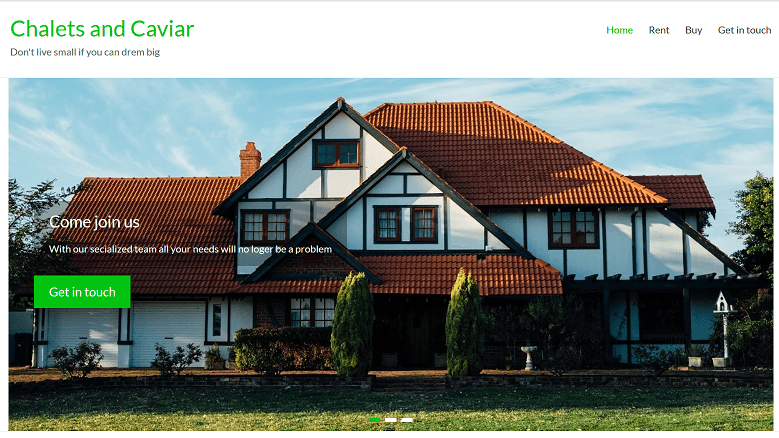 Chalets and Caviar
Don't live small if you can drem big
Home Rent Buy Get in touch
Come join us
With our socialized team all your needs will no loger be a problem
Get in touch